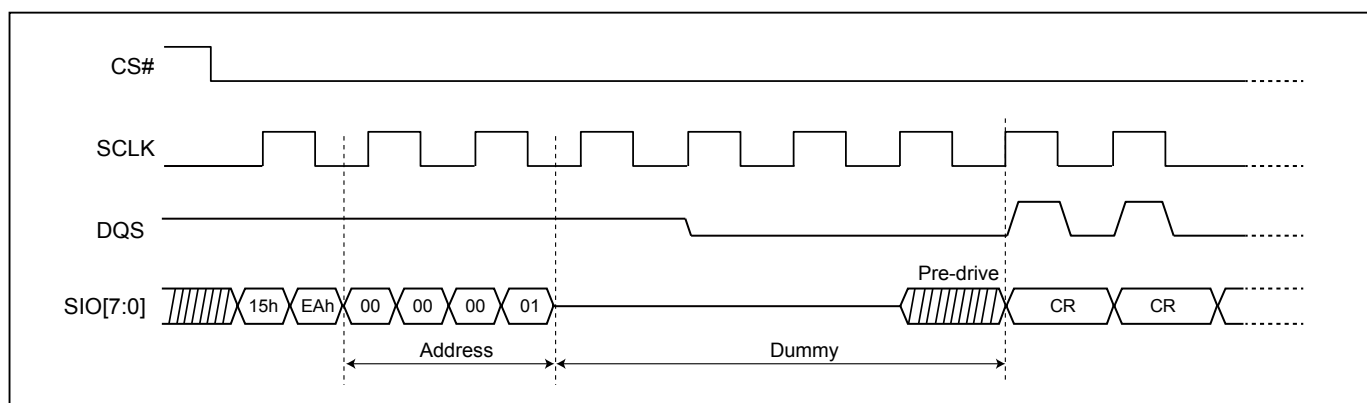 CS#
SCLK
DQS
Pre-drive
SIO[7:0] 15h EAh 00 00 00 01 CR CR
Address Dummy